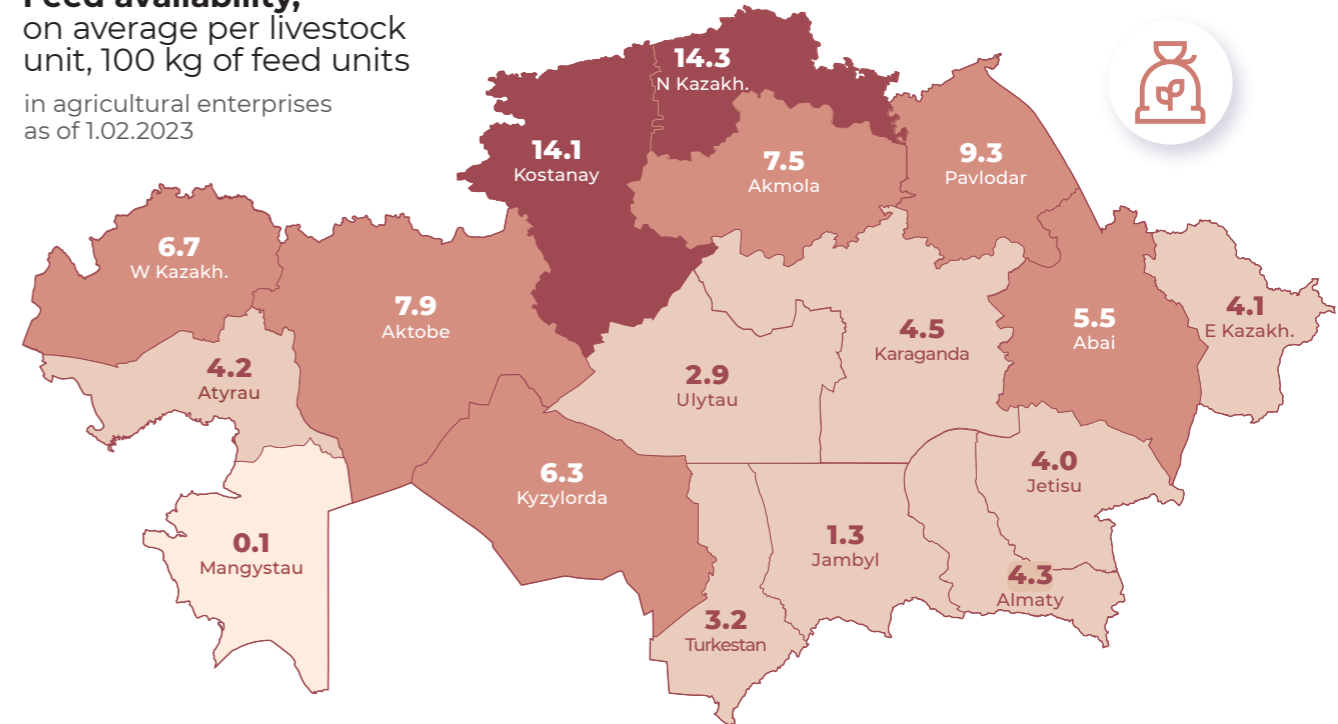 Feed availability,
on average per livestock
unit, 100 kg of feed units
in agricultural enterprises
as of 1.02.2023
14.3
N Kazakh.
14.1
Kostanay
7.5
Akmola
9.3
Pavlodar
6.7
W Kazakh.
7.9
Aktobe
4.5
Karaganda
5.5
Abai
4.1
E Kazakh.
4.2
Atyrau
2.9
Ulytau
6.3
Kyzylorda
4.0
Jetisu
0.1
Mangystau
1.3
Jambyl
4.3
Almaty
3.2
Turkestan